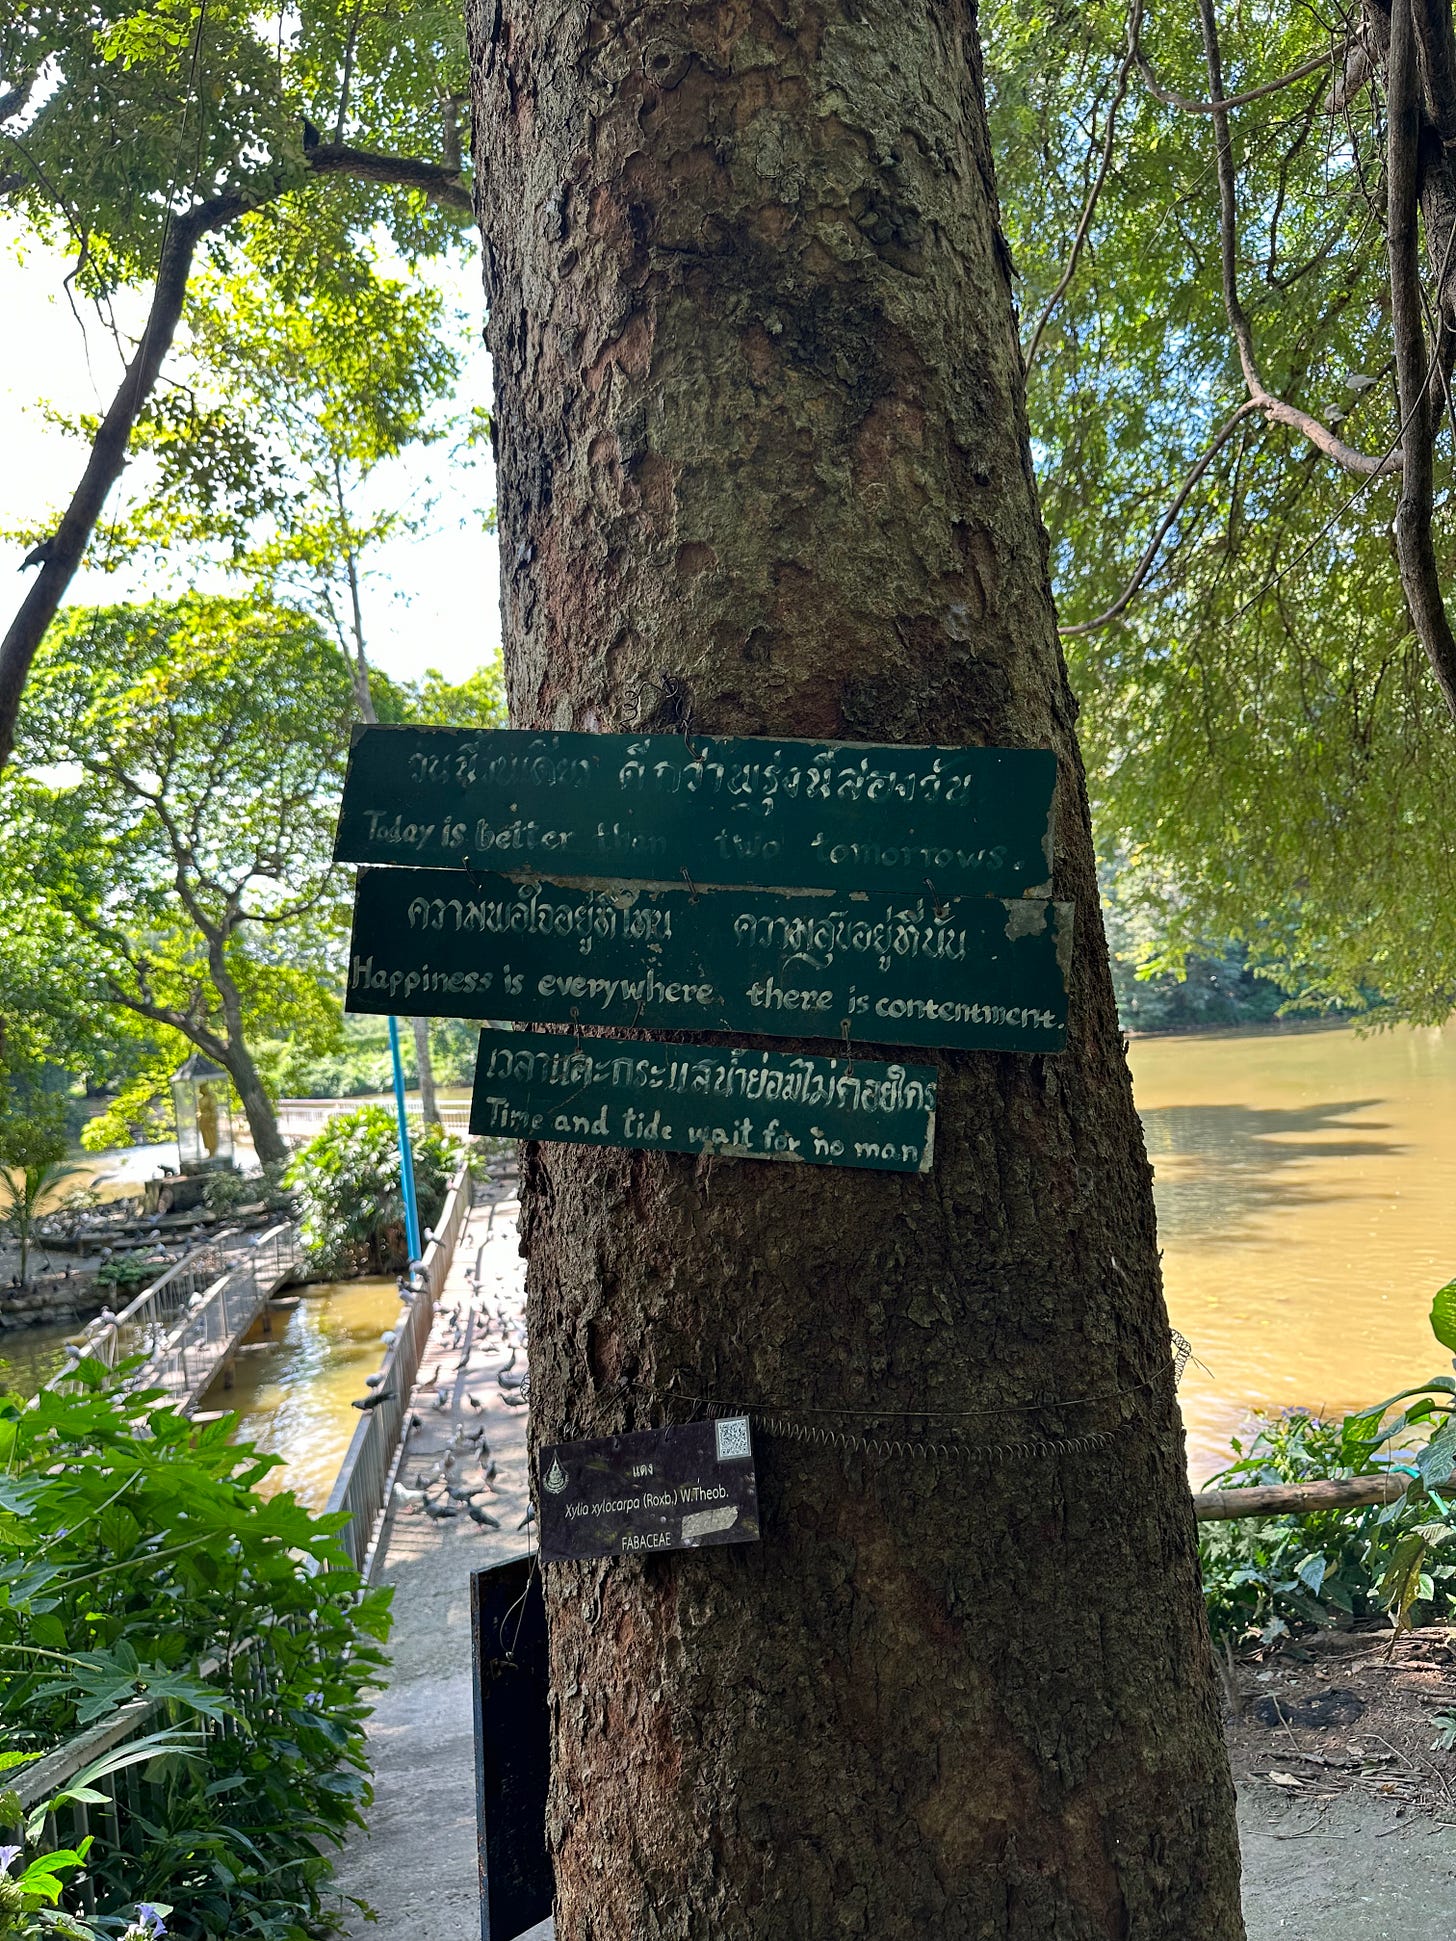 วันนี้วันเดียว ดีกว่าพรุ่งนี้สองวัน
Today is better than two tomorrows.
ความพอใจอยู่ที่ไหน ความสุขอยู่ที่นั่น
Happiness is everywhere there is contentment.
เวลาและกระแสน้ำย่อมไม่คอยใคร
Time and tide wait for no man
แดง
Xylia xylocarpa (Roxb.) W.Theob.
FABACEAE